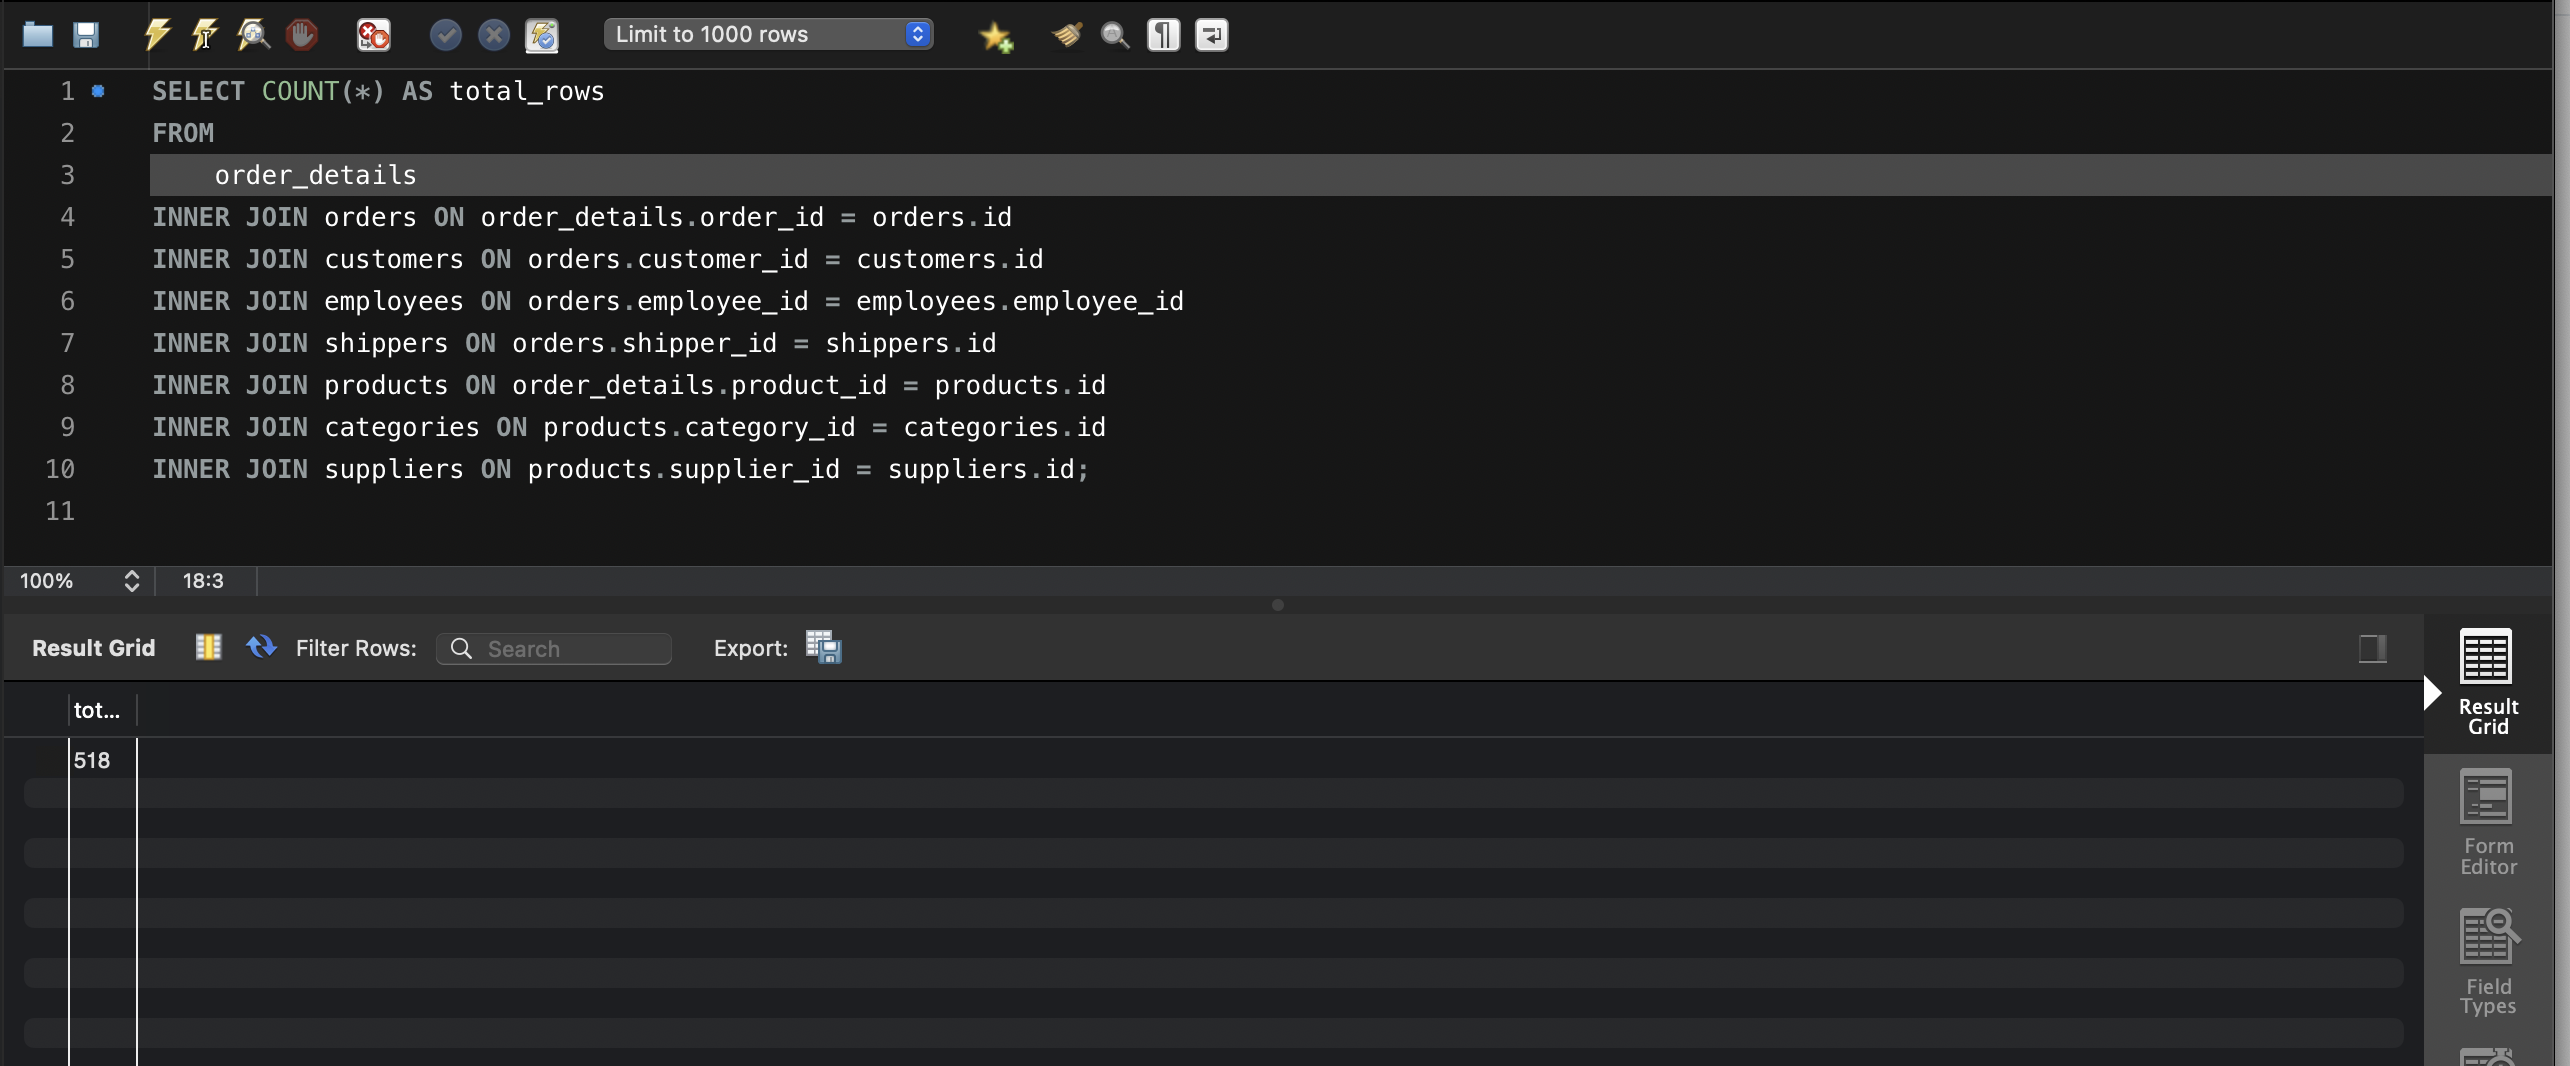 Limit to 1000 rows
1 SELECT COUNT(*) AS total_rows
2 FROM
3 order_details
4 INNER JOIN orders ON order_details.order_id = orders.id
5 INNER JOIN customers ON orders.customer_id = customers.id
6 INNER JOIN employees ON orders.employee_id = employees.employee_id
7 INNER JOIN shippers ON orders.shipper_id = shippers.id
8 INNER JOIN products ON order_details.product_id = products.id
9 INNER JOIN categories ON products.category_id = categories.id
10 INNER JOIN suppliers ON products.supplier_id = suppliers.id;
11
100% 18:3
Result Grid Filter Rows: Search Export:
tot...
518
Result
Grid
Form
Editor
Field
Types